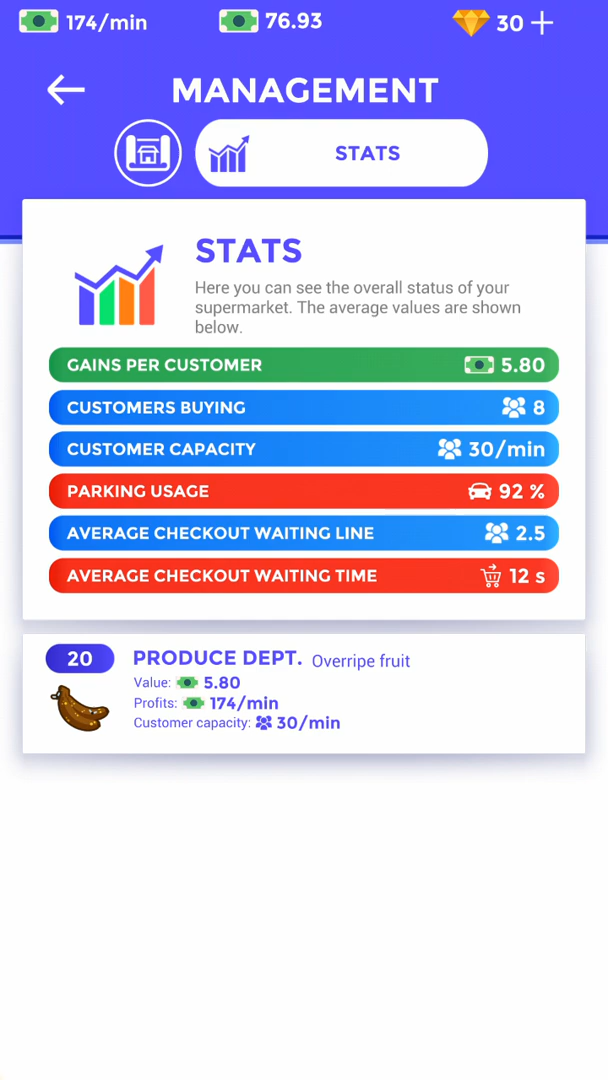 174/min 76.93 30 +
MANAGEMENT
STATS
STATS
Here you can see the overall status of your
supermarket. The average values are shown
below.
GAINS PER CUSTOMER 5.80
CUSTOMERS BUYING 8
CUSTOMER CAPACITY 30/min
PARKING USAGE 92 %
AVERAGE CHECKOUT WAITING LINE 2.5
AVERAGE CHECKOUT WAITING TIME 12 s
20 PRODUCE DEPT. Overripe fruit
Value: 5.80
Profits: 174/min
Customer capacity: 30/min